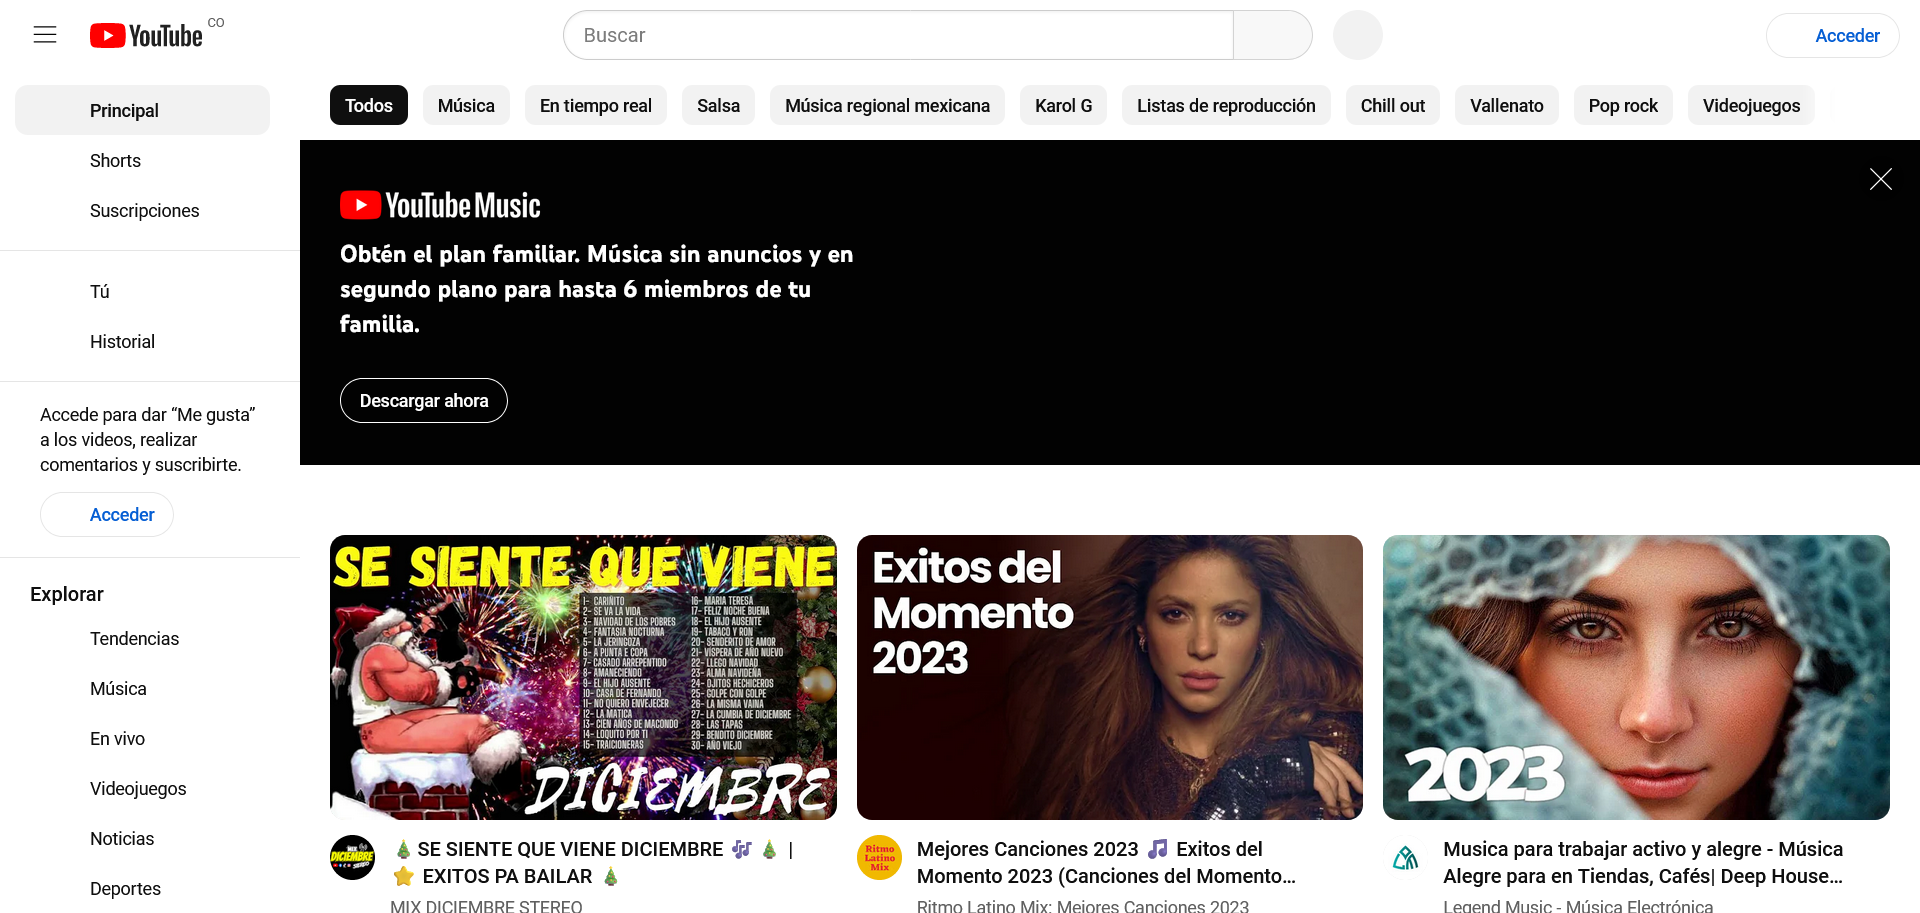 YouTube CO
Buscar
Acceder
Principal
Shorts
Suscripciones
Tú
Historial
Accede para dar “Me gusta”
a los videos, realizar
comentarios y suscribirte.
Acceder
Explorar
Tendencias
Música
En vivo
Videojuegos
Noticias
Deportes
Todos
Música
En tiempo real
Salsa
Música regional mexicana
Karol G
Listas de reproducción
Chill out
Vallenato
Pop rock
Videojuegos
YouTube Music
Obtén el plan familiar. Música sin anuncios y en
segundo plano para hasta 6 miembros de tu
familia.
Descargar ahora
SE SIENTE QUE VIENE
1- CARIÑITO
2- SE VA LA VIDA
3- NAVIDAD DE LOS POBRES
4- FANTASIA NOCTURNA
5- LA JERINGOZA
6- A PUNTA E COPA
7- CASADO ARREPENTIDO
8- AMANECIENDO
9- EL HIJO AUSENTE
10- CASA DE FERNANDO
11- NO QUIERO ENVEJECER
12- LA MATICA
13- CIEN AÑOS DE MACONDO
14- LOQUITO POR TI
15- TRAICIONERAS
16- MARIA TERESA
17- FELIZ NOCHE BUENA
18- EL HIJO AUSENTE
19- TABACO Y RON
20- SENDERITO DE AMOR
21- VISPERA DE AÑO NUEVO
22- LLEGO NAVIDAD
23- ALMA NAVIDEÑA
24- OJITOS HECHICEROS
25- GOLPE CON GOLPE
26- LA MISMA VAINA
27- LA CUMBIA DE DICIEMBRE
28- LAS TAPAS
29- BENDITO DICIEMBRE
30- AÑO VIEJO
DICIEMBRE
MIX
DICIEMBRE
STEREO
🎄 SE SIENTE QUE VIENE DICIEMBRE 🎶 🎄 |
⭐ EXITOS PA BAILAR 🎄
MIX DICIEMBRE STEREO
Exitos del
Momento
2023
Ritmo
Latino
Mix
Mejores Canciones 2023 🎵 Exitos del
Momento 2023 (Canciones del Momento...
Ritmo Latino Mix: Mejores Canciones 2023
2023
Musica para trabajar activo y alegre - Música
Alegre para en Tiendas, Cafés| Deep House...
Legend Music - Música Electrónica